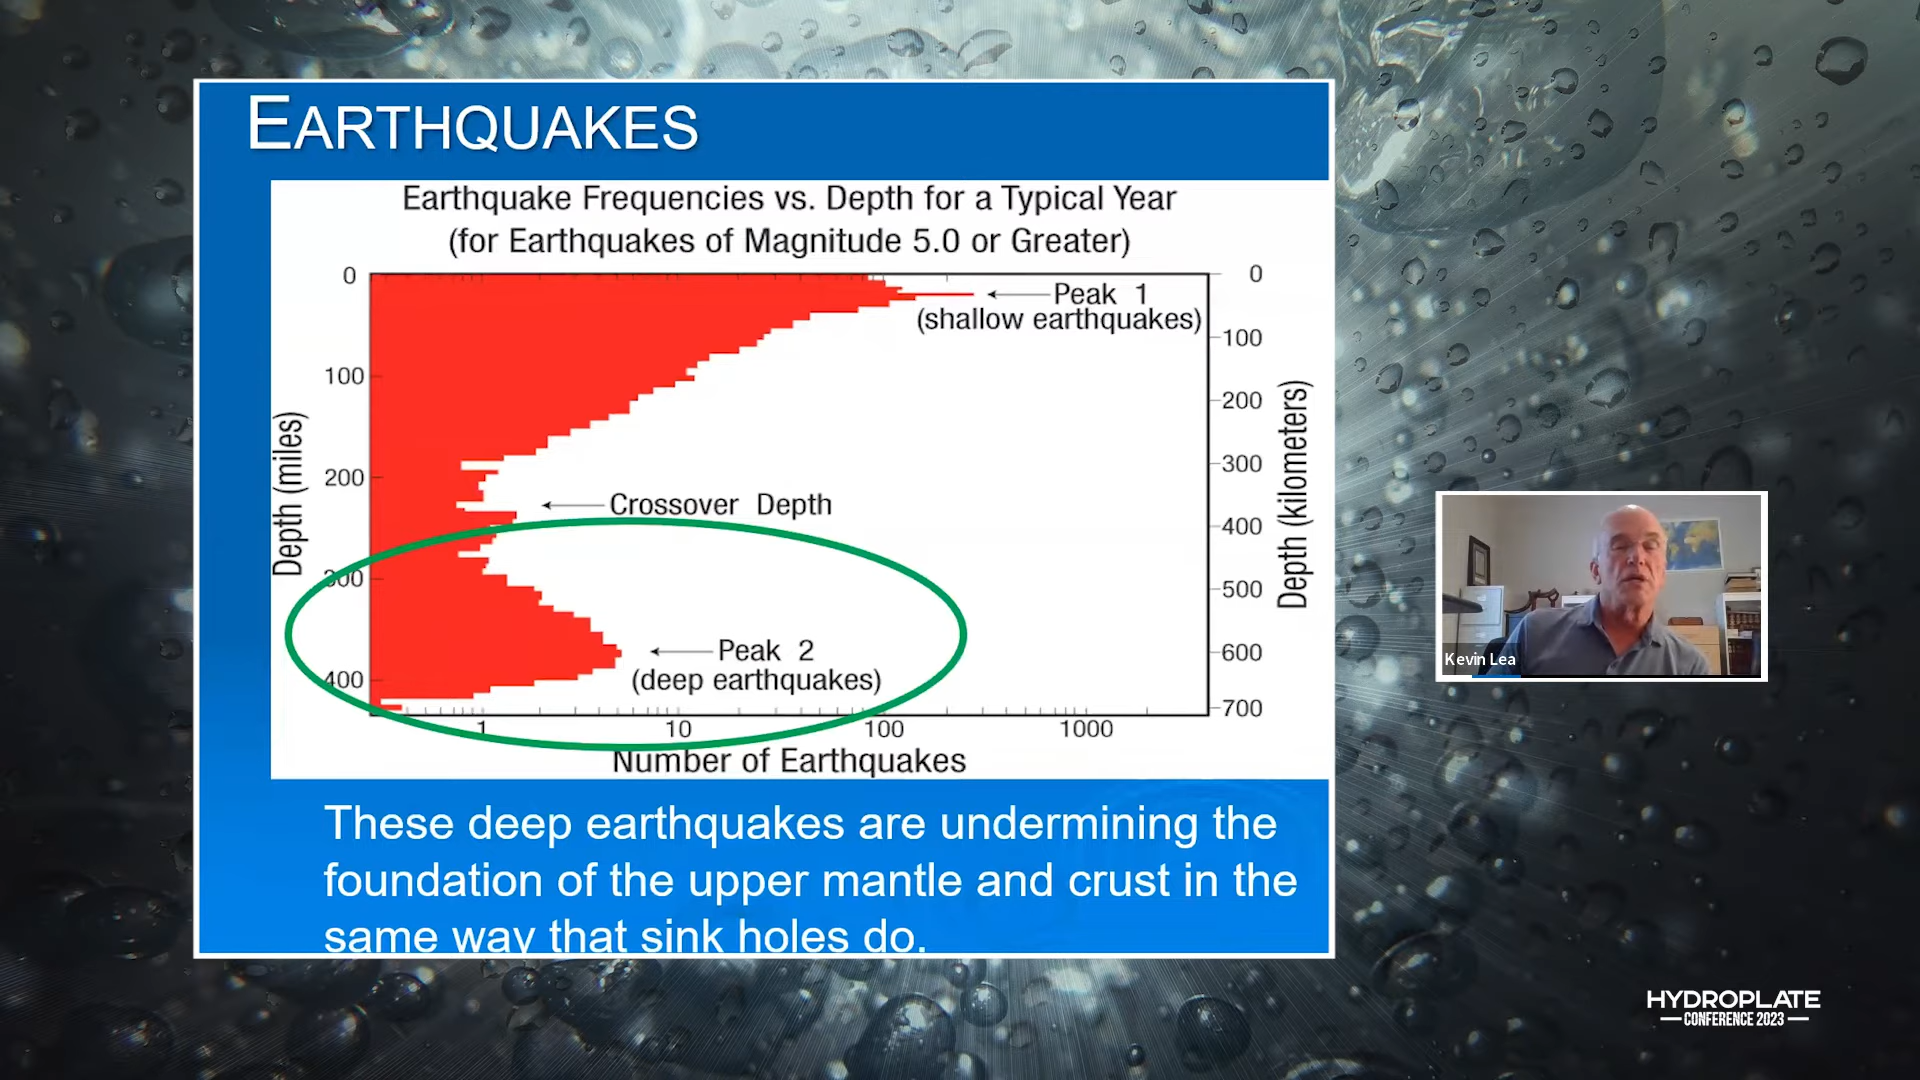 EARTHQUAKES
Earthquake Frequencies vs. Depth for a Typical Year
(for Earthquakes of Magnitude 5.0 or Greater)
0
0
Peak 1
(shallow earthquakes)
100
100
200
Depth (miles)
Depth (kilometers)
300
200
Crossover Depth
400
300
500
Peak 2
600
(deep earthquakes)
400
700
1
10
100
1000
Number of Earthquakes
These deep earthquakes are undermining the
foundation of the upper mantle and crust in the
same way that sink holes do.
Kevin Lea
HYDROPLATE
CONFERENCE 2023